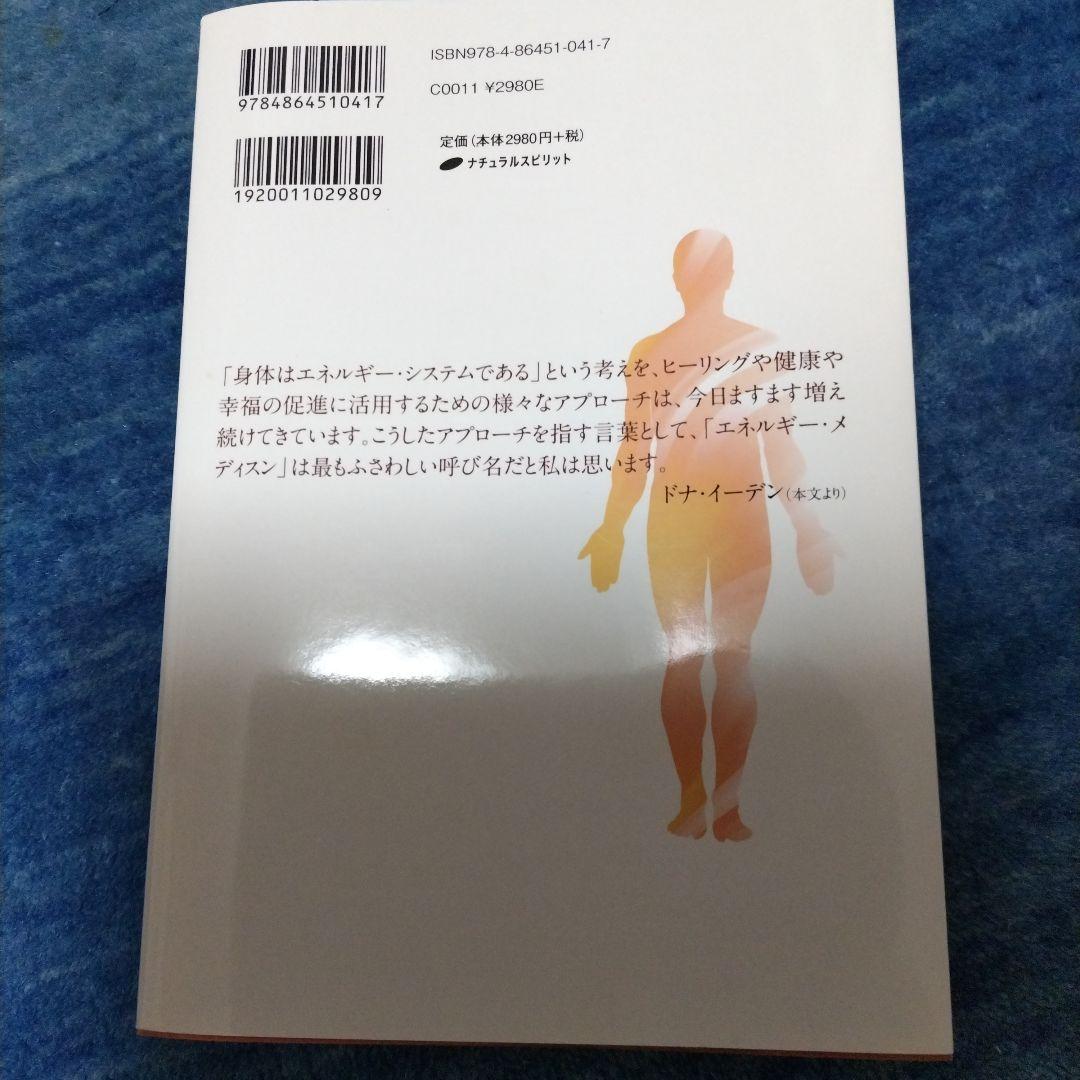 ISBN978-4-86451-041-7
9784864510417
C0011 ¥2980E
定価(本体2980円+税)
ナチュラルスピリット
1920011029809
「身体はエネルギー・システムである」という考えを、ヒーリングや健康や
幸福の促進に活用するための様々なアプローチは、今日ますます増え
続けてきています。こうしたアプローチを指す言葉として、「エネルギー・メ
ディスン」は最もふさわしい呼び名だと私は思います。
ドナ・イーデン(本文より)